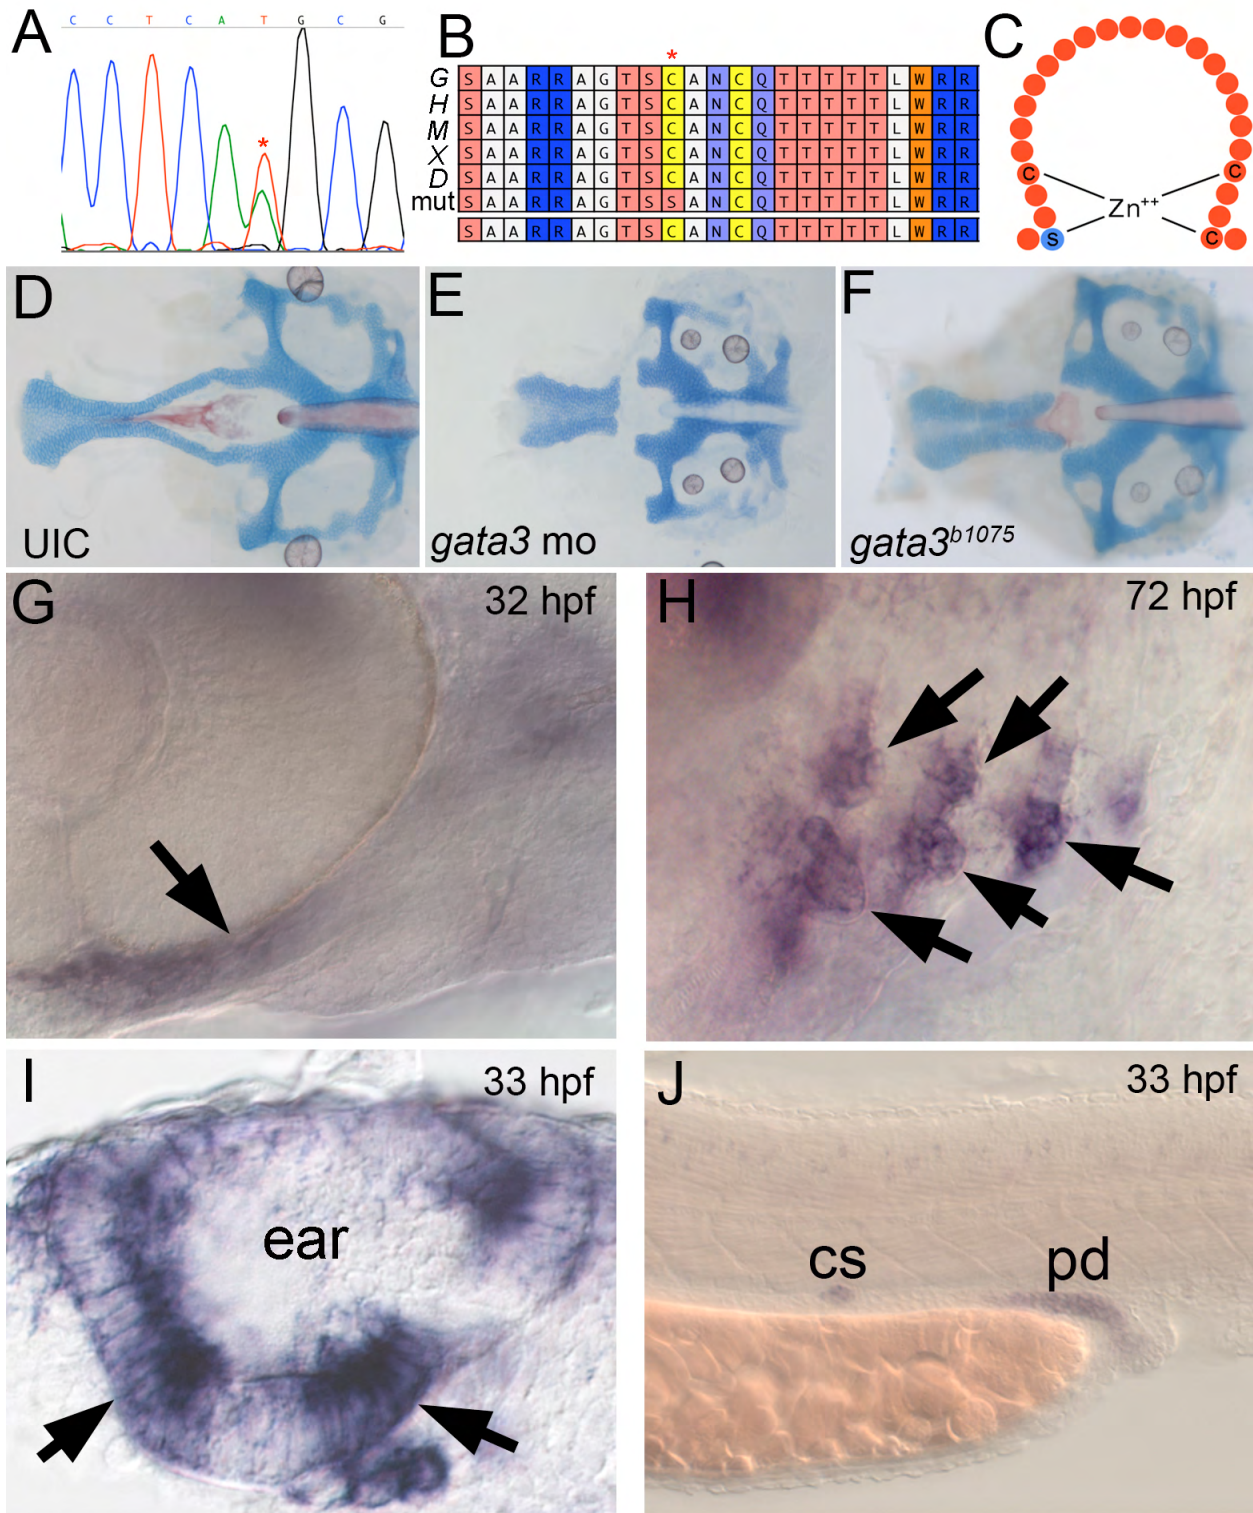 A
C C T C A T G C G
*
B
*
G S A A R R A G T S C A N C Q T T T T T L W R R
H S A A R R A G T S C A N C Q T T T T T L W R R
M S A A R R A G T S C A N C Q T T T T T L W R R
X S A A R R A G T S C A N C Q T T T T T L W R R
D S A A R R A G T S C A N C Q T T T T T L W R R
mut S A A R R A G T S S A N C Q T T T T T L W R R
S A A R R A G T S C A N C Q T T T T T L W R R
C
C C
Zn++
S C
D
UIC
E
gata3 mo
F
gata3b1075
G
32 hpf
H
72 hpf
I
33 hpf
ear
J
33 hpf
cs
pd